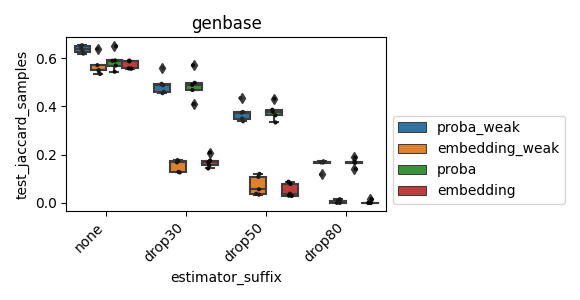 genbase
test_jaccard_samples
0.6
0.4
0.2
0.0
none
drop30
drop50
drop80
estimator_suffix
proba_weak
embedding_weak
proba
embedding